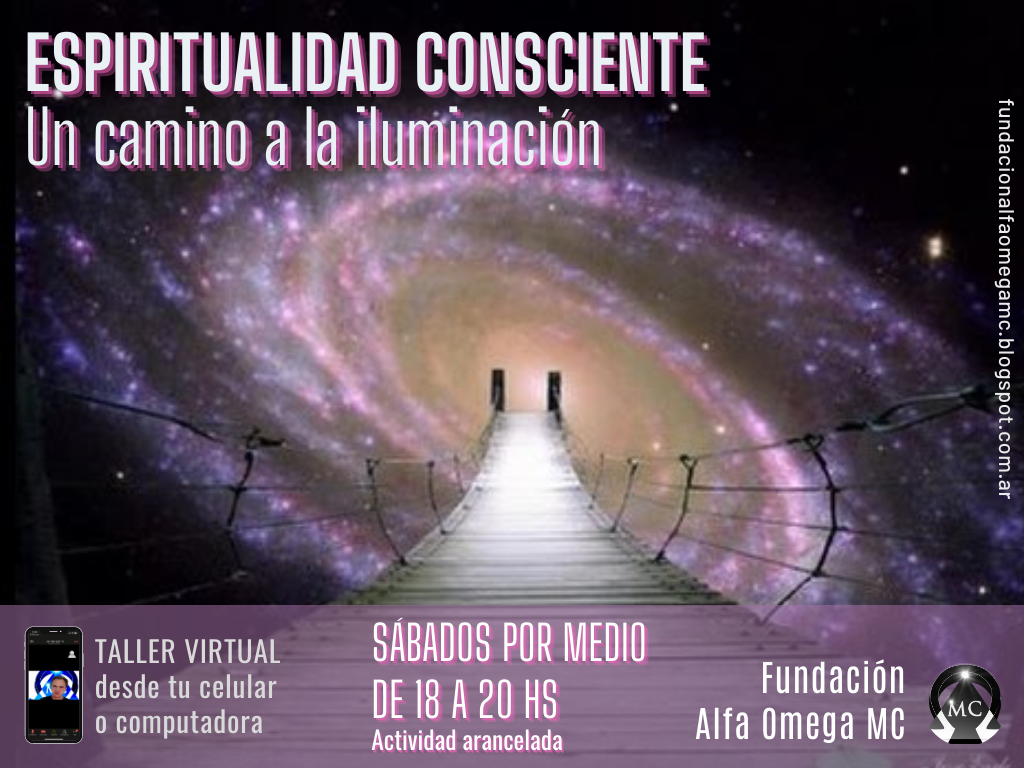 ESPIRITUALIDAD CONSCIENTE
Un camino a la iluminación
fundacionalfaomegamc.blogspot.com.ar
TALLER VIRTUAL
desde tu celular
o computadora
SÁBADOS POR MEDIO
DE 18 A 20 HS
Actividad arancelada
Fundación
Alfa Omega MC
MC